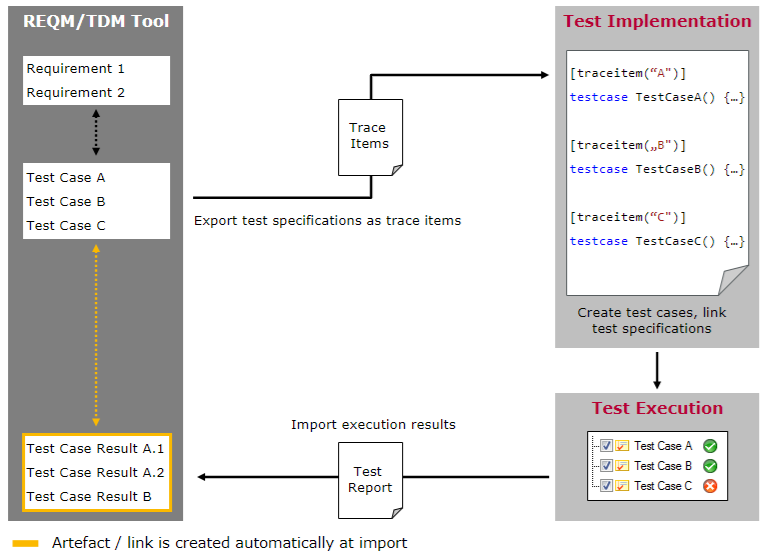 REQM/TDM Tool
Requirement 1
Requirement 2
Test Case A
Test Case B
Test Case C
Test Case Result A.1
Test Case Result A.2
Test Case Result B
Trace
Items
Export test specifications as trace items
Test Implementation
[traceitem(“A")]
testcase TestCaseA() {…}
[traceitem(„B")]
testcase TestCaseB() {…}
[traceitem(“C")]
testcase TestCaseC() {…}
Create test cases, link
test specifications
Test Execution
Test Case A
Test Case B
Test Case C
Import execution results
Test
Report
Artefact / link is created automatically at import